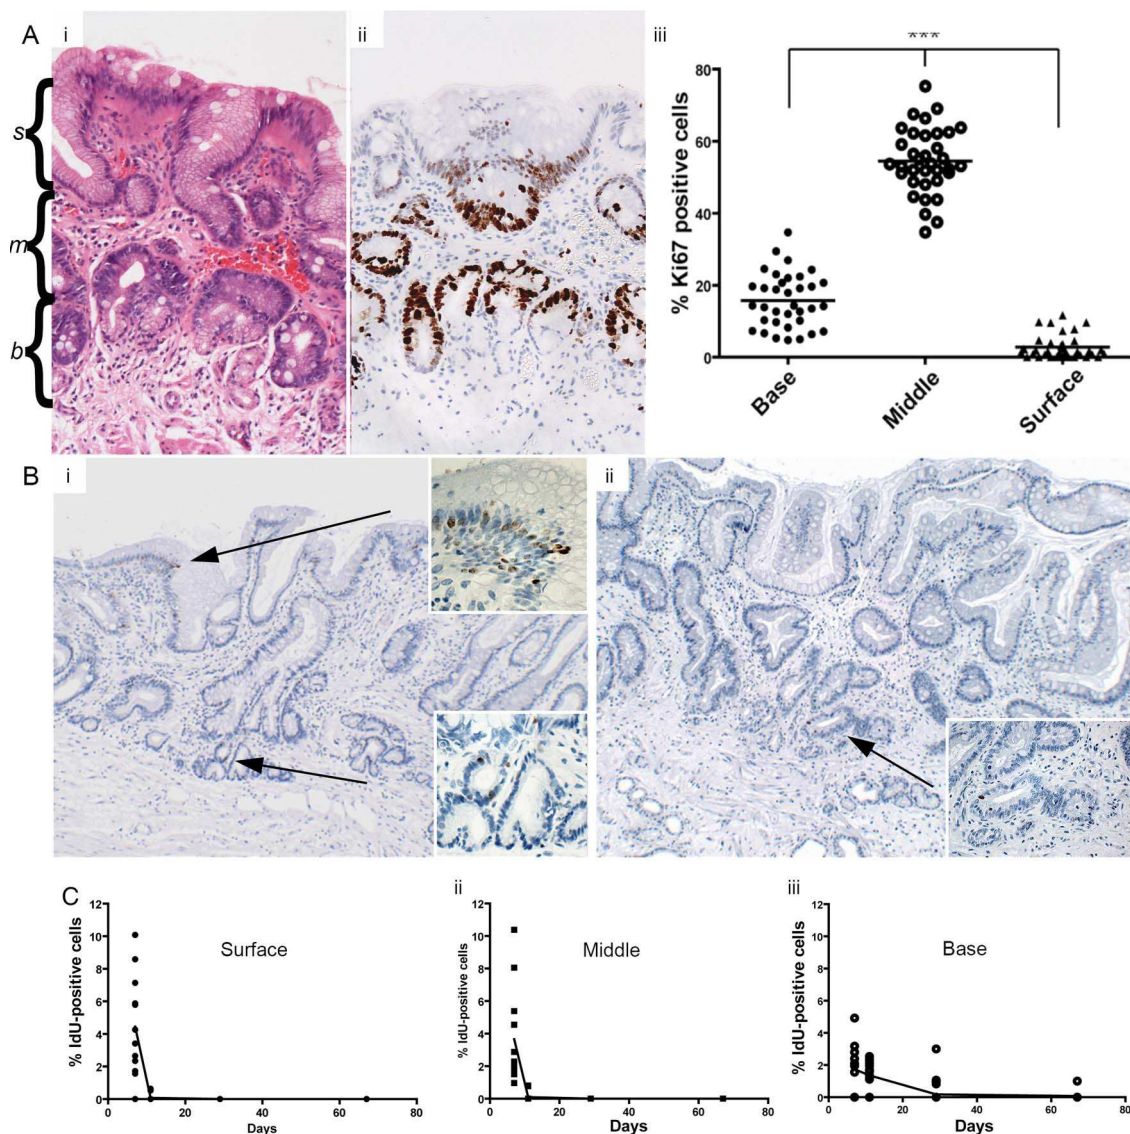 A
i
ii
iii
s
m
b
***
% Ki67 positive cells
80
60
40
20
0
Base
Middle
Surface
B
i
ii
C
ii
iii
% IdU-positive cells
12
10
8
6
4
2
0
Surface
0
20
40
60
80
Days
% IdU-positive cells
12
10
8
6
4
2
0
Middle
0
20
40
60
80
Days
% IdU-positive cells
12
10
8
6
4
2
0
Base
0
20
40
60
80
Days